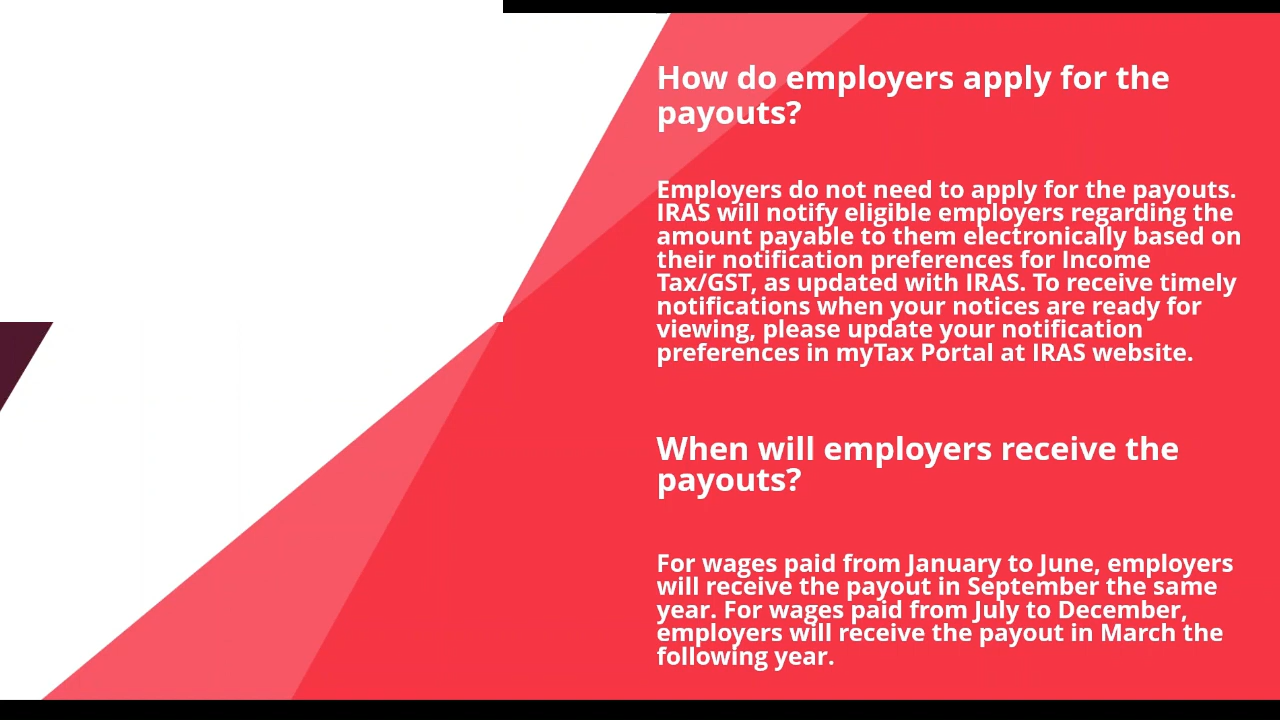 How do employers apply for the
payouts?
Employers do not need to apply for the payouts.
IRAS will notify eligible employers regarding the
amount payable to them electronically based on
their notification preferences for Income
Tax/GST, as updated with IRAS. To receive timely
notifications when your notices are ready for
viewing, please update your notification
preferences in myTax Portal at IRAS website.
When will employers receive the
payouts?
For wages paid from January to June, employers
will receive the payout in September the same
year. For wages paid from July to December,
employers will receive the payout in March the
following year.